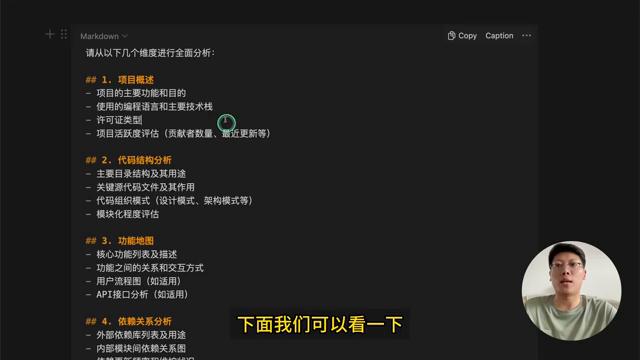 Markdown
Copy
Caption
请从以下几个维度进行全面分析：
## 1. 项目概述
- 项目的主要功能和目的
- 使用的编程语言和主要技术栈
- 许可证类型
- 项目活跃度评估（贡献者数量、最近更新等）
## 2. 代码结构分析
- 主要目录结构及其用途
- 关键源代码文件及其作用
- 代码组织模式（设计模式、架构模式等）
- 模块化程度评估
## 3. 功能地图
- 核心功能列表及描述
- 功能之间的关系和交互方式
- 用户流程图（如适用）
- API接口分析（如适用）
## 4. 依赖关系分析
- 外部依赖库列表及用途
- 内部模块间依赖关系图
下面我们可以看一下